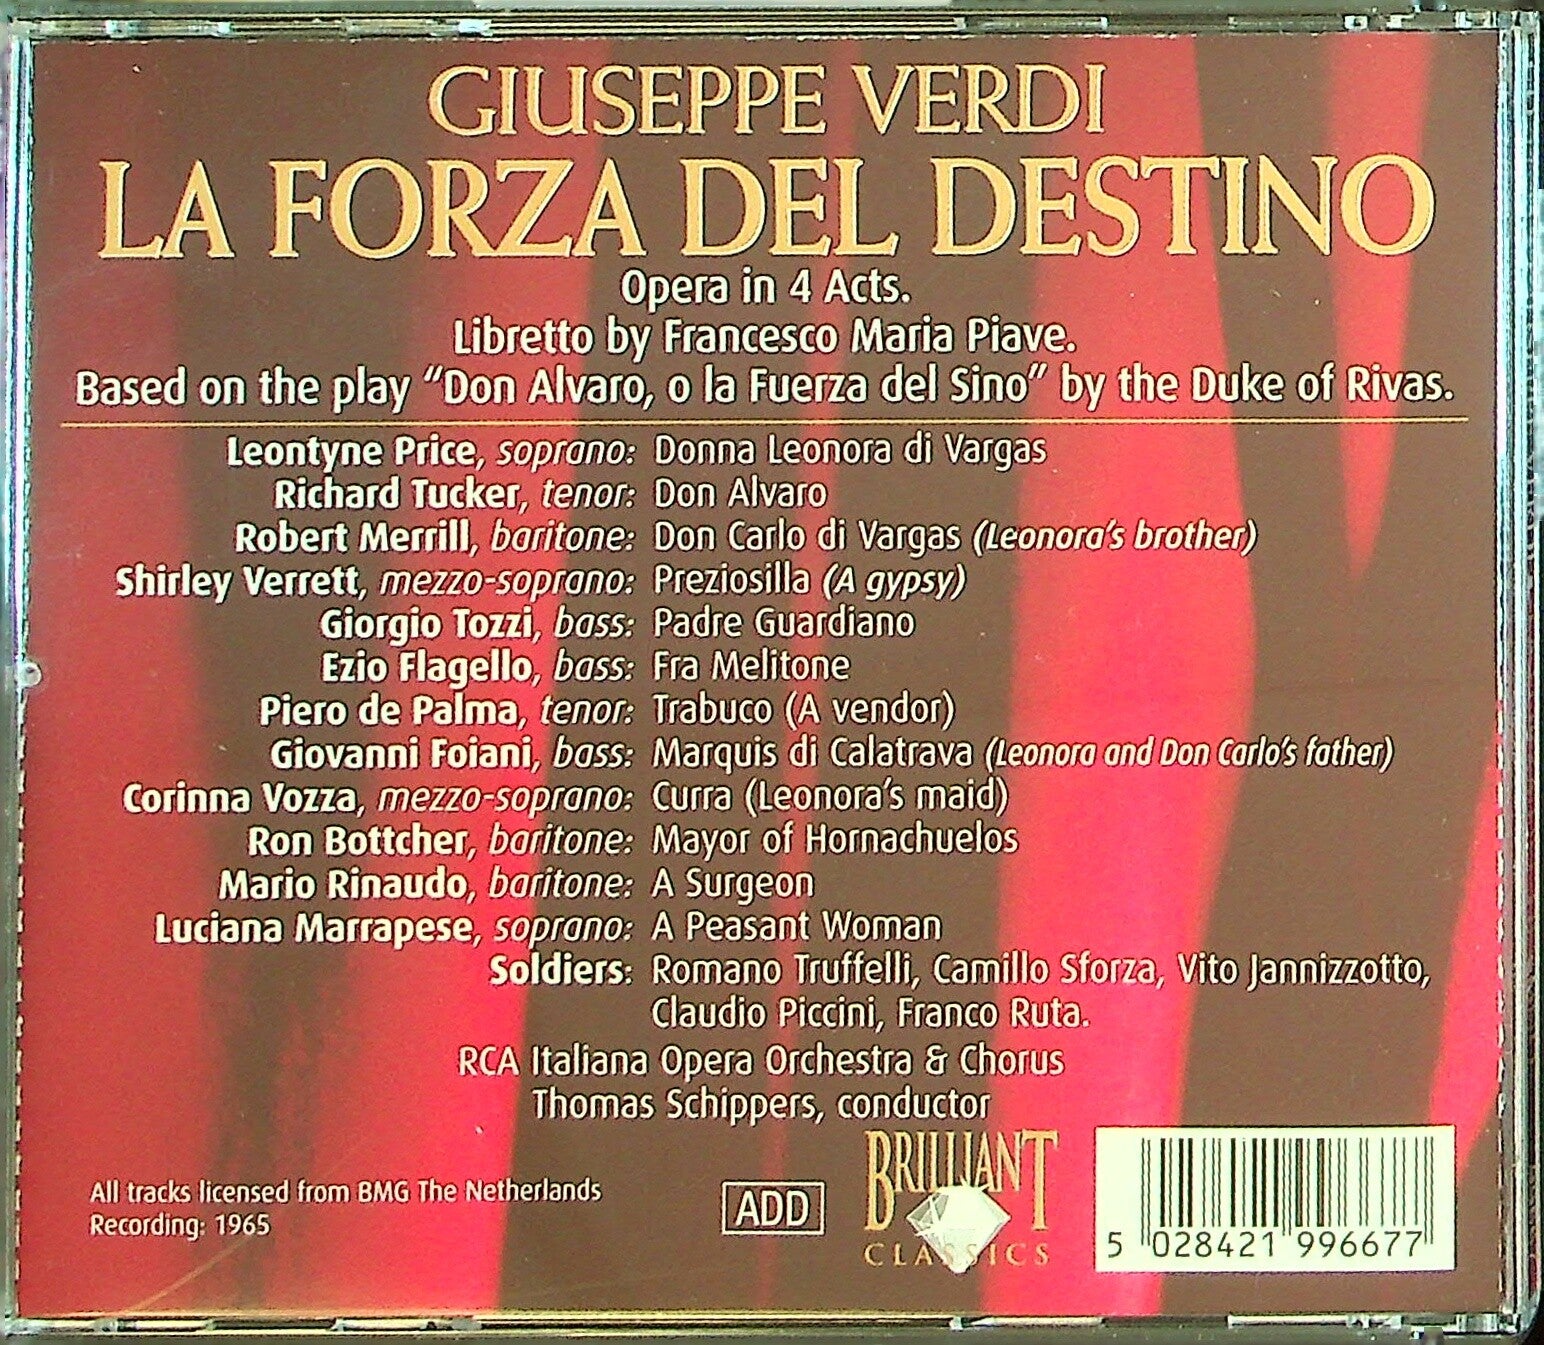 GIUSEPPE VERDI
LA FORZA DEL DESTINO
Opera in 4 Acts.
Libretto by Francesco Maria Piave.
Based on the play “Don Alvaro, o la Fuerza del Sino” by the Duke of Rivas.
Leontyne Price, soprano: Donna Leonora di Vargas
Richard Tucker, tenor: Don Alvaro
Robert Merrill, baritone: Don Carlo di Vargas (Leonora's brother)
Shirley Verrett, mezzo-soprano: Preziosilla (A gypsy)
Giorgio Tozzi, bass: Padre Guardiano
Ezio Flagello, bass: Fra Melitone
Piero de Palma, tenor: Trabuco (A vendor)
Giovanni Foiani, bass: Marquis di Calatrava (Leonora and Don Carlo's father)
Corinna Vozza, mezzo-soprano: Curra (Leonora's maid)
Ron Bottcher, baritone: Mayor of Hornachuelos
Mario Rinaudo, baritone: A Surgeon
Luciana Marrapese, soprano: A Peasant Woman
Soldiers: Romano Truffelli, Camillo Sforza, Vito Jannizzotto,
Claudio Piccini, Franco Ruta.
RCA Italiana Opera Orchestra & Chorus
Thomas Schippers, conductor
All tracks licensed from BMG The Netherlands
Recording: 1965
ADD
BRILLIANT
CLASSICS
5 028421 996677